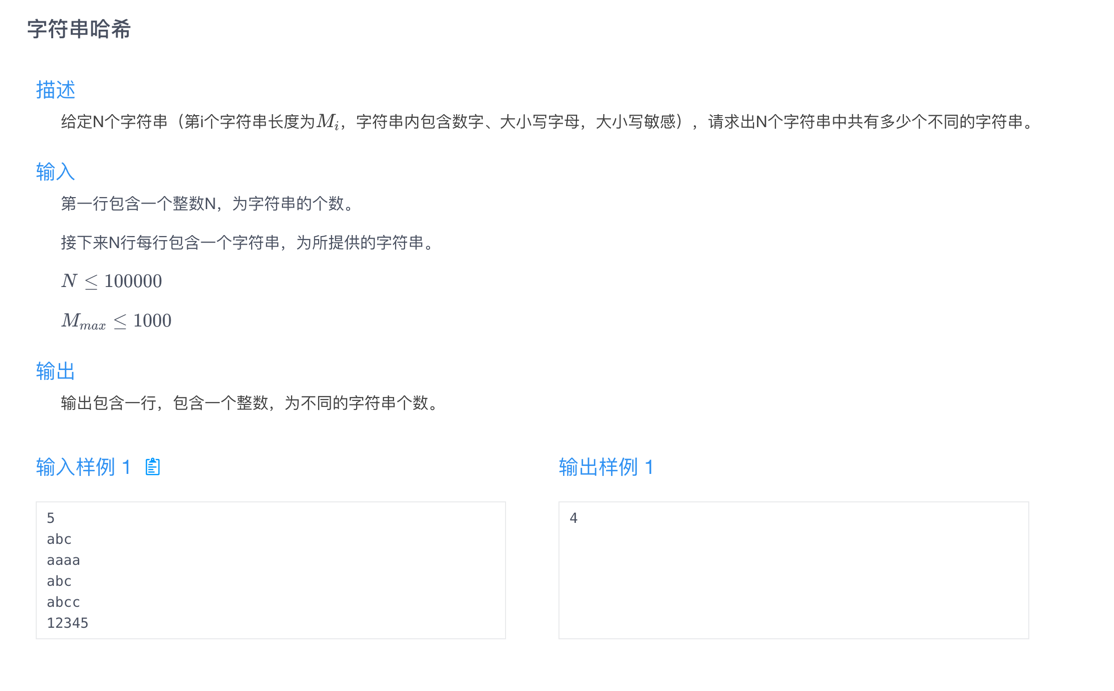 字符串哈希
描述
给定N个字符串（第i个字符串长度为M_i，字符串内包含数字、大小写字母，大小写敏感），请求出N个字符串中共有多少个不同的字符串。
输入
第一行包含一个整数N，为字符串的个数。
接下来N行每行包含一个字符串，为所提供的字符串。
N ≤ 100000
M_max ≤ 1000
输出
输出包含一行，包含一个整数，为不同的字符串个数。
输入样例 1
5
abc
aaaa
abc
abcc
12345
输出样例 1
4